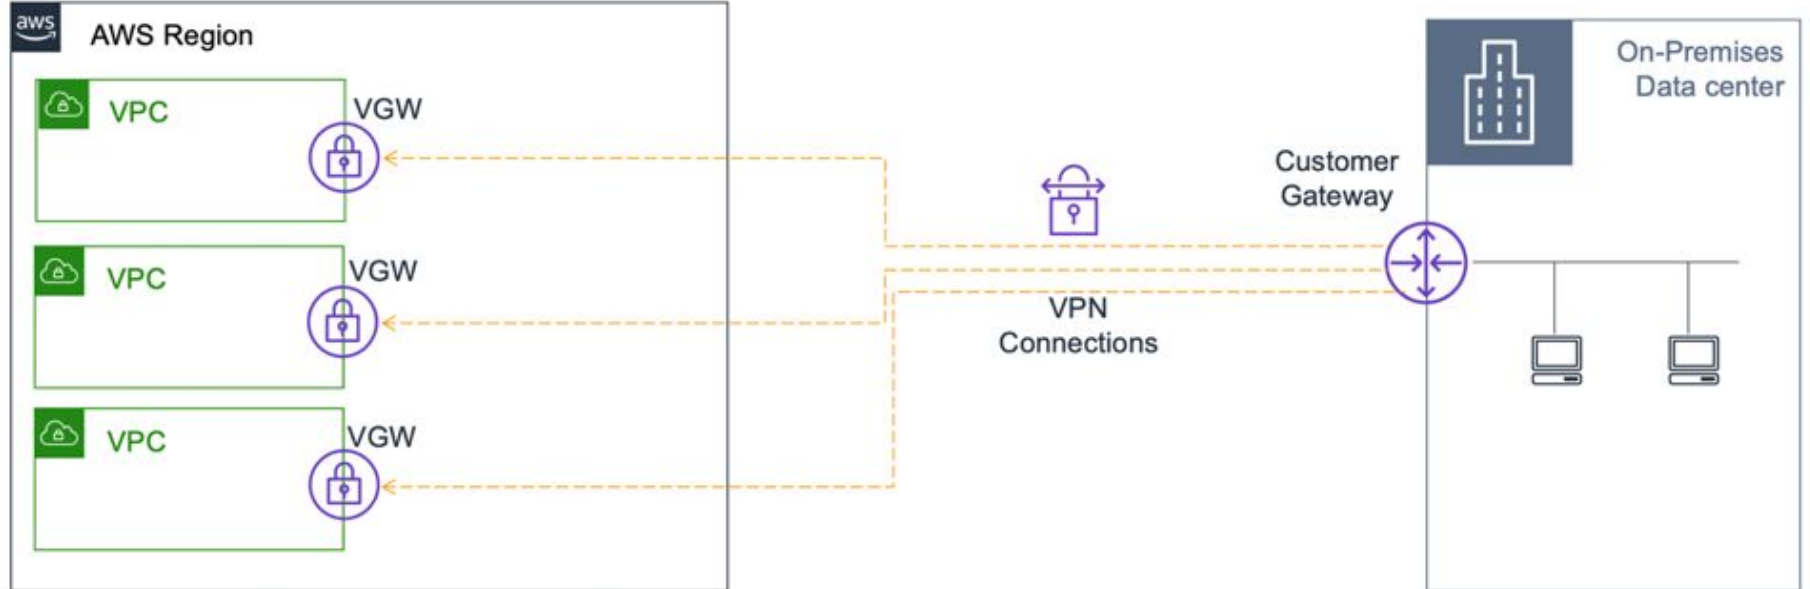 aws
AWS Region
VPC
VGW
VPC
VGW
VPC
VGW
VPN
Connections
Customer
Gateway
On-Premises
Data center